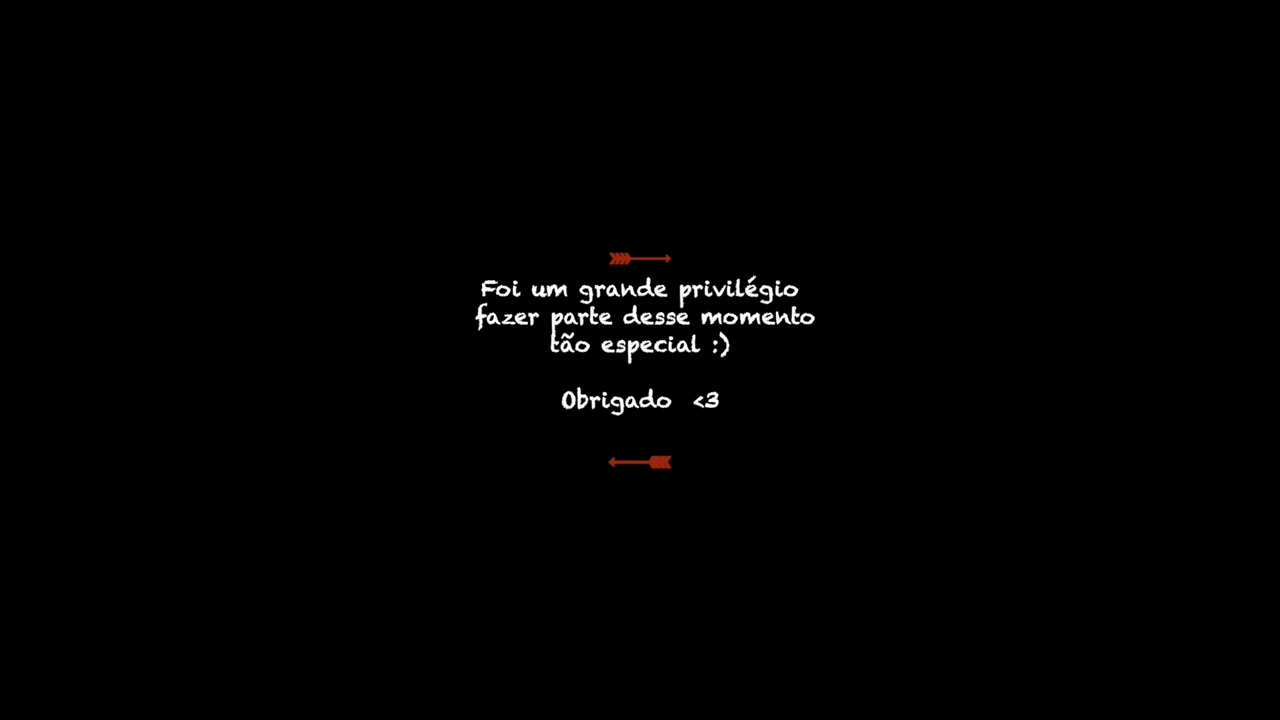 Foi um grande privilégio
fazer parte desse momento
tão especial :)
Obrigado <3